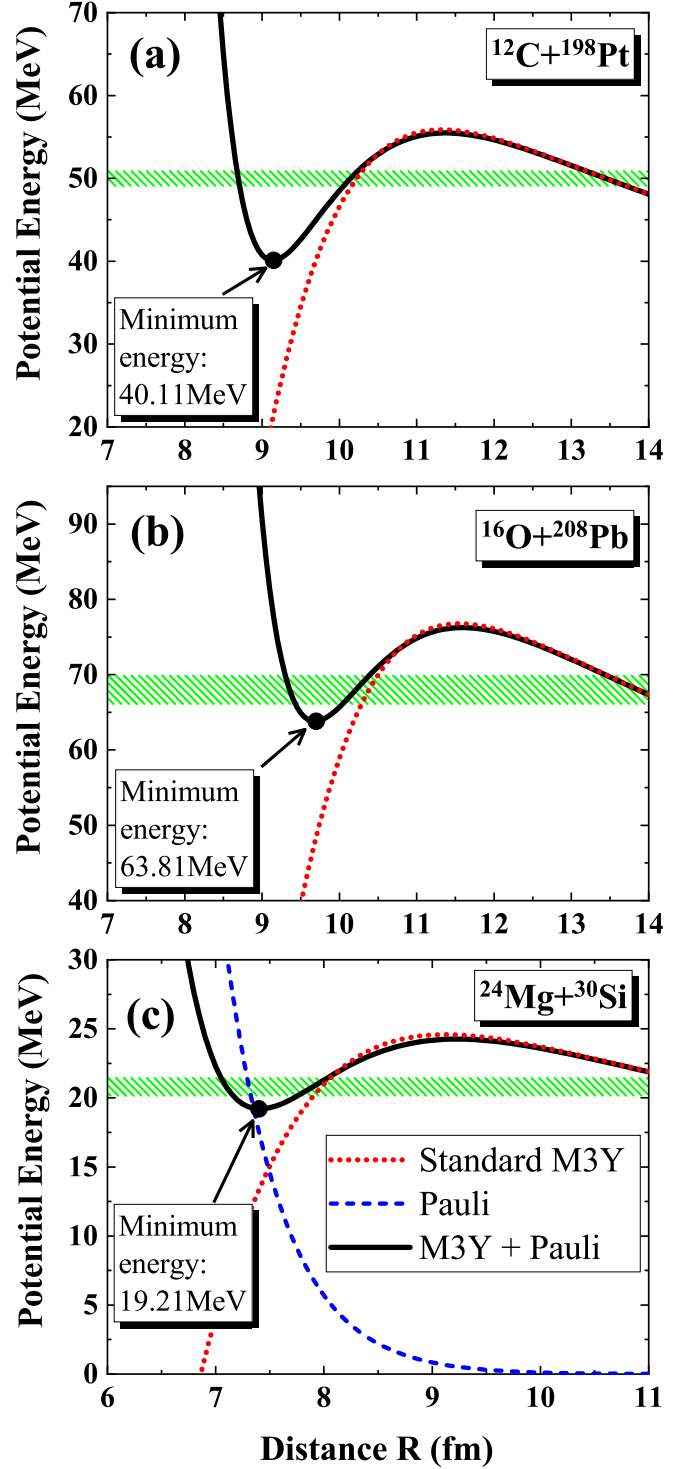 70
60
50
40
30
20
Potential Energy (MeV)
(a)
¹²C+¹⁹⁸Pt
Minimum
energy:
40.11MeV
7 8 9 10 11 12 13 14
90
80
70
60
50
40
Potential Energy (MeV)
(b)
¹⁶O+²⁰⁸Pb
Minimum
energy:
63.81MeV
7 8 9 10 11 12 13 14
30
25
20
15
10
5
0
Potential Energy (MeV)
(c)
²⁴Mg+³⁰Si
Minimum
energy:
19.21MeV
Standard M3Y
Pauli
M3Y + Pauli
6 7 8 9 10 11
Distance R (fm)